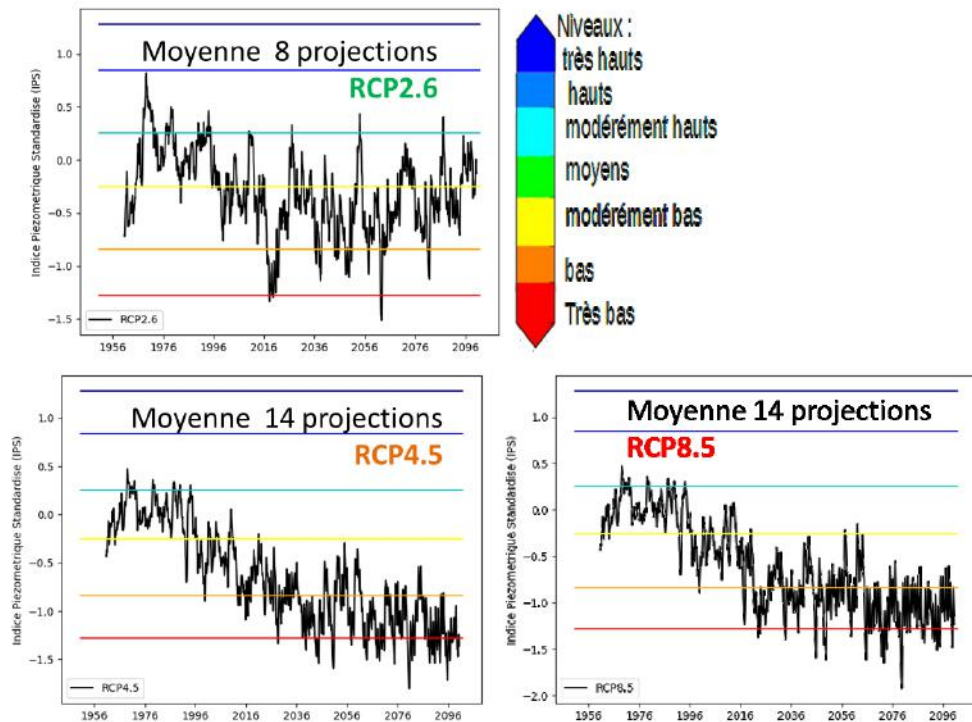 Moyenne 8 projections
RCP2.6
Indice Piezometrique Standardise (IPS)
1.0
0.5
0.0
−0.5
−1.0
−1.5
RCP2.6
1956 1976 1996 2016 2036 2056 2076 2096
Niveaux :
très hauts
hauts
modérément hauts
moyens
modérément bas
bas
Très bas
Moyenne 14 projections
RCP4.5
Indice Piezometrique Standardise (IPS)
1.0
0.5
0.0
−0.5
−1.0
−1.5
RCP4.5
1956 1976 1996 2016 2036 2056 2076 2096
Moyenne 14 projections
RCP8.5
Indice Piezometrique Standardise (IPS)
1.0
0.5
0.0
−0.5
−1.0
−1.5
−2.0
RCP8.5
1956 1976 1996 2016 2036 2056 2076 2096